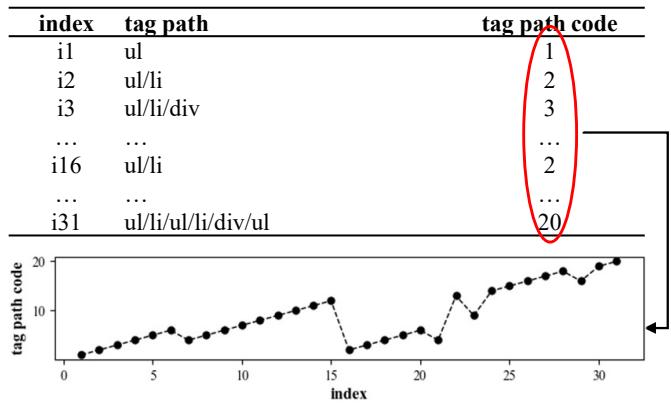 index tag path tag path code
i1 ul 1
i2 ul/li 2
i3 ul/li/div 3
… … …
i16 ul/li 2
… … …
i31 ul/li/ul/li/div/ul 20
tag path code
20
10
0 5 10 15 20 25 30
index